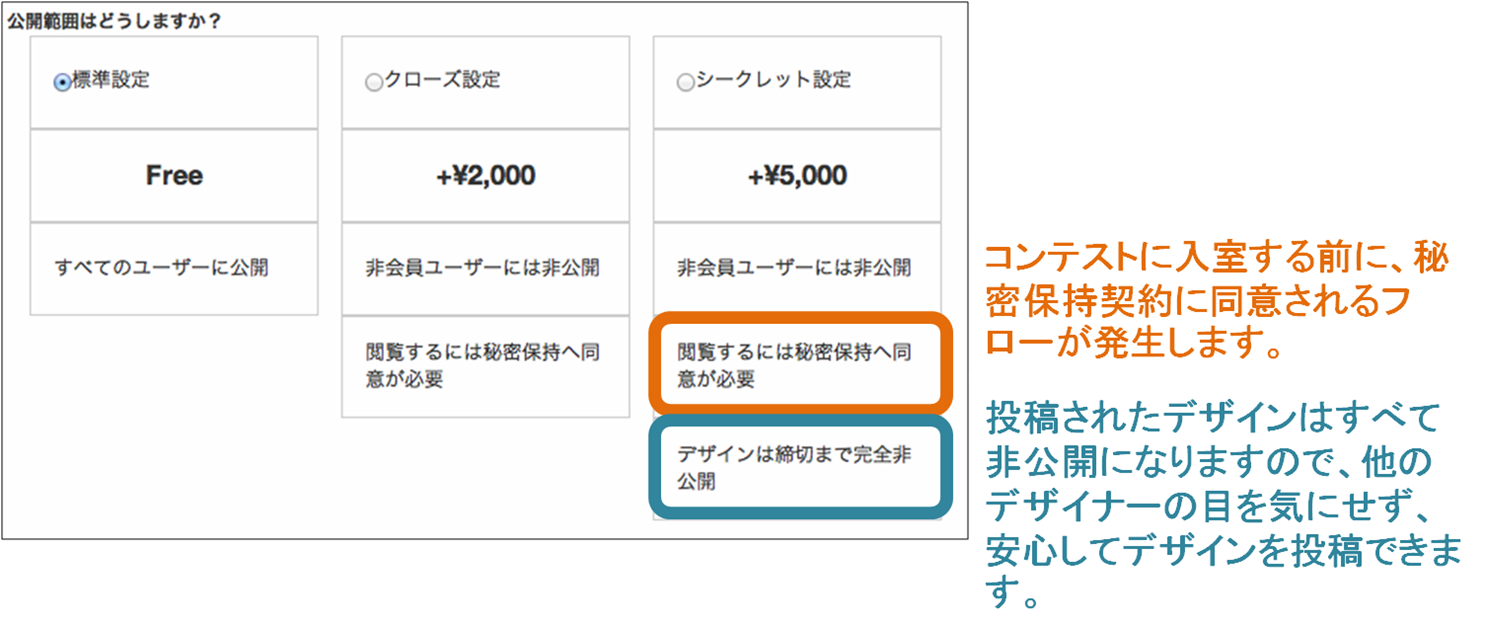 公開範囲はどうしますか？
標準設定
クローズ設定
シークレット設定
Free
+¥2,000
+¥5,000
すべてのユーザーに公開
非会員ユーザーには非公開
非会員ユーザーには非公開
閲覧するには秘密保持へ同
意が必要
閲覧するには秘密保持へ同
意が必要
デザインは締切まで完全非
公開
コンテストに入室する前に、秘
密保持契約に同意されるフ
ローが発生します。
投稿されたデザインはすべて
非公開になりますので、他の
デザイナーの目を気にせず、
安心してデザインを投稿できま
す。